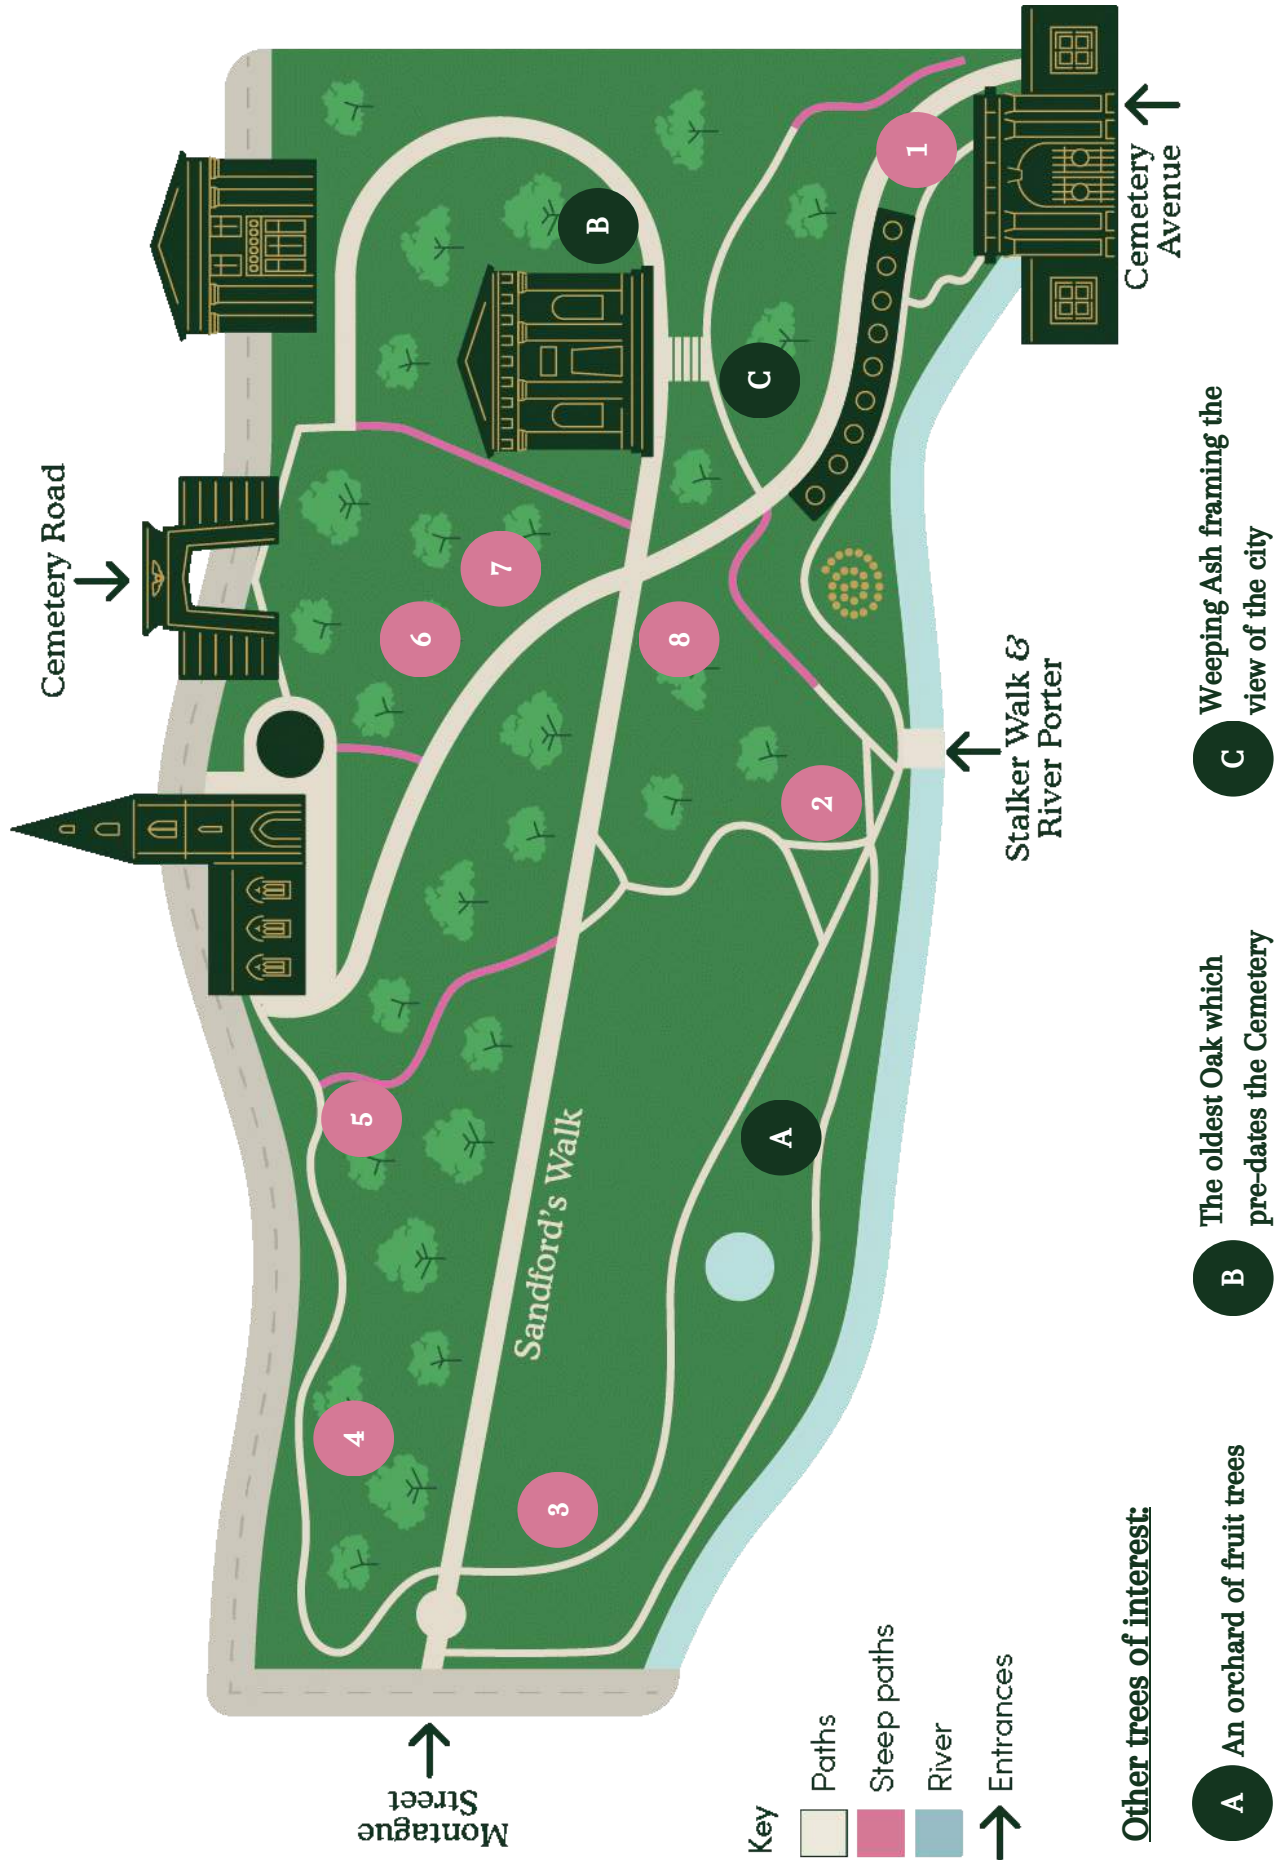 Cemetery Road
Montague
Street
Sandford's Walk
Stalker Walk &
River Porter
Cemetery
Avenue
1
2
3
4
5
6
7
8
A
B
C
Key
Paths
Steep paths
River
Entrances
Other trees of interest:
A An orchard of fruit trees
B The oldest Oak which
pre-dates the Cemetery
C Weeping Ash framing the
view of the city